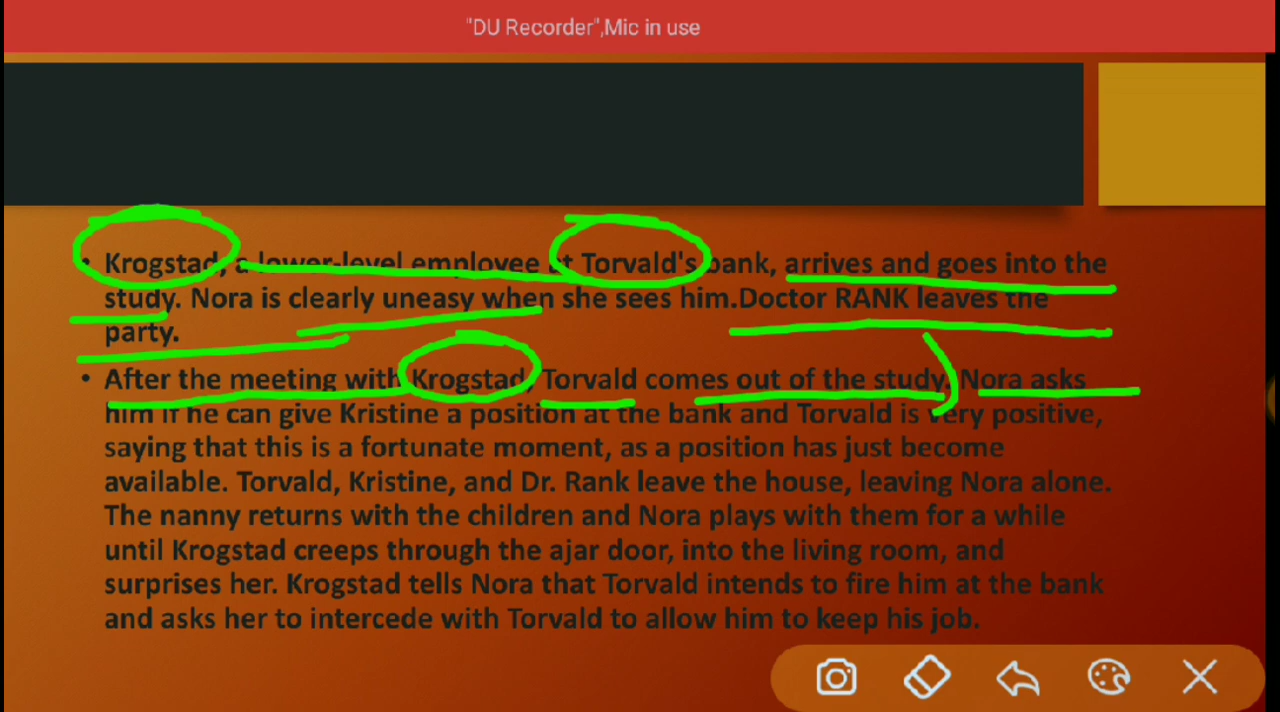 "DU Recorder",Mic in use
• Krogstad, a lower-level employee at Torvald's bank, arrives and goes into the
study. Nora is clearly uneasy when she sees him.Doctor RANK leaves the
party.
• After the meeting with Krogstad, Torvald comes out of the study. Nora asks
him if he can give Kristine a position at the bank and Torvald is very positive,
saying that this is a fortunate moment, as a position has just become
available. Torvald, Kristine, and Dr. Rank leave the house, leaving Nora alone.
The nanny returns with the children and Nora plays with them for a while
until Krogstad creeps through the ajar door, into the living room, and
surprises her. Krogstad tells Nora that Torvald intends to fire him at the bank
and asks her to intercede with Torvald to allow him to keep his job.